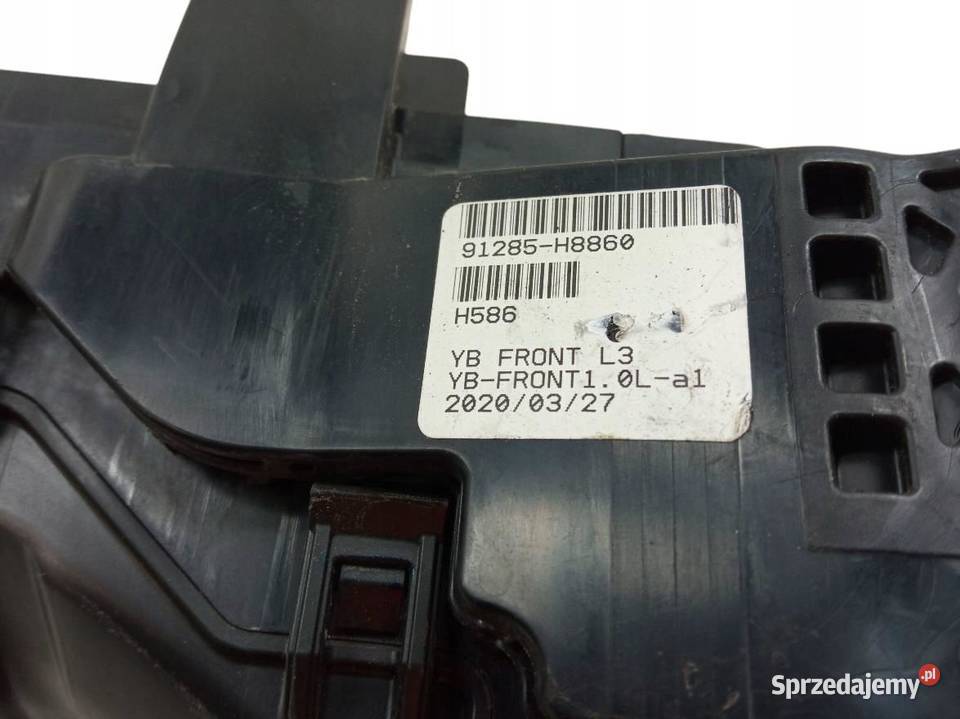 91285-H8860
H586
YB FRONT L3
YB-FRONT1.0L-a1
2020/03/27
Sprzedajemy.pl